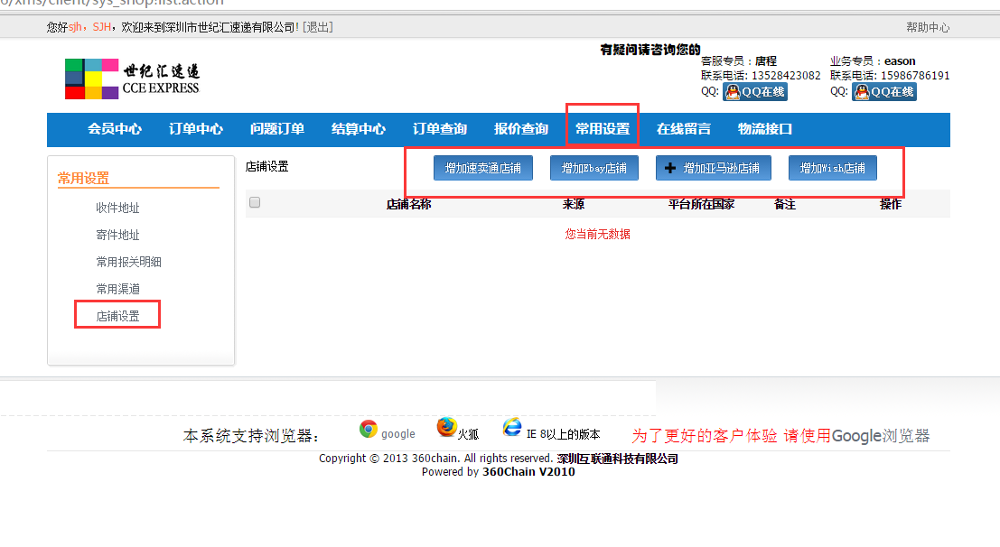 6/xms/client/sys_shop!list.action
您好sjh，SJH，欢迎来到深圳市世纪汇速递有限公司! [退出]
帮助中心
世纪汇速递
CCE EXPRESS
有疑问请咨询您的
客服专员：唐程
联系电话: 13528423082
QQ: QQ在线
业务专员：eason
联系电话: 15986786191
QQ: QQ在线
会员中心 订单中心 问题订单 结算中心 订单查询 报价查询 常用设置 在线留言 物流接口
常用设置
收件地址
寄件地址
常用报关明细
常用渠道
店铺设置
店铺设置
增加速卖通店铺 增加Ebay店铺 增加亚马逊店铺 增加Wish店铺
店铺名称 来源 平台所在国家 备注 操作
您当前无数据
本系统支持浏览器： google 火狐 IE 8以上的版本 为了更好的客户体验 请使用Google浏览器
Copyright © 2013 360chain. All rights reserved. 深圳互联通科技有限公司
Powered by 360Chain V2010